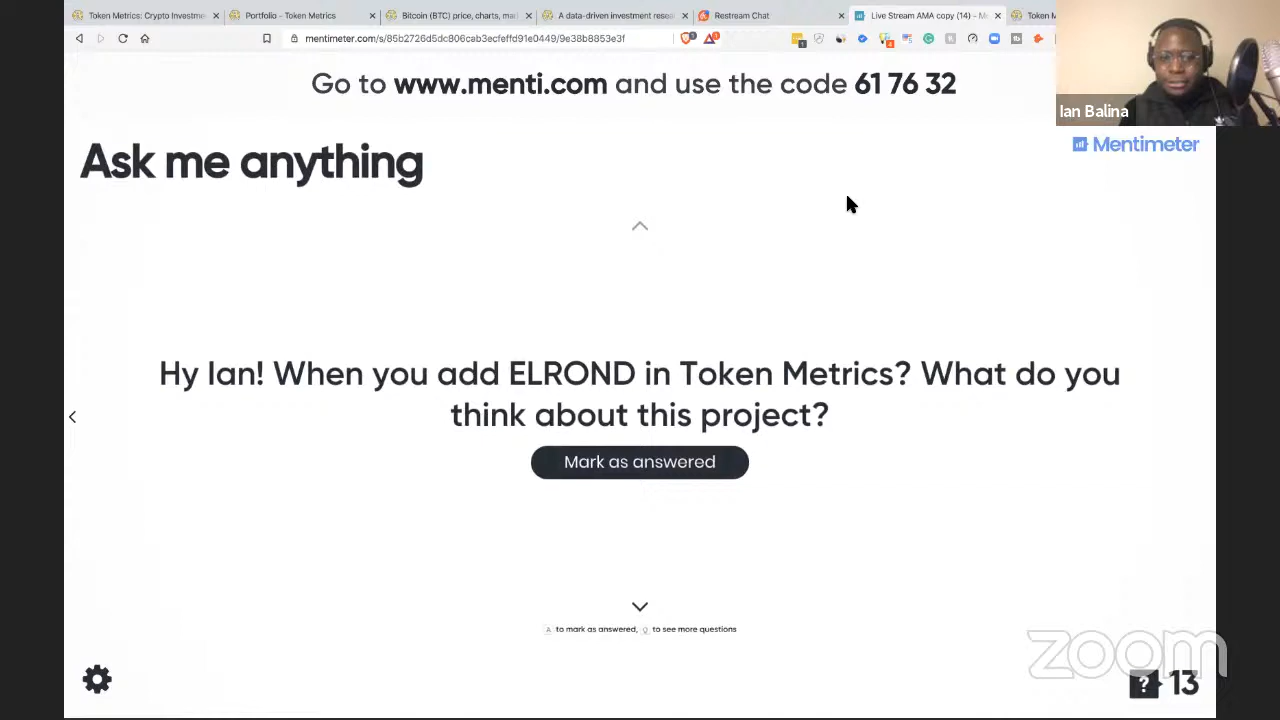 Token Metrics: Crypto Investme
Portfolio - Token Metrics
Bitcoin (BTC) price, charts, ma
A data-driven investment resea
Restream Chat
Live Stream AMA copy (14) - M
Token M
mentimeter.com/s/85b2726d5dc806cab3ecfeffd91e0449/9e38b8853e3f
Go to www.menti.com and use the code 61 76 32
Ian Balina
Mentimeter
Ask me anything
Hy Ian! When you add ELROND in Token Metrics? What do you
think about this project?
Mark as answered
A to mark as answered, Q to see more questions
zoom
? 13